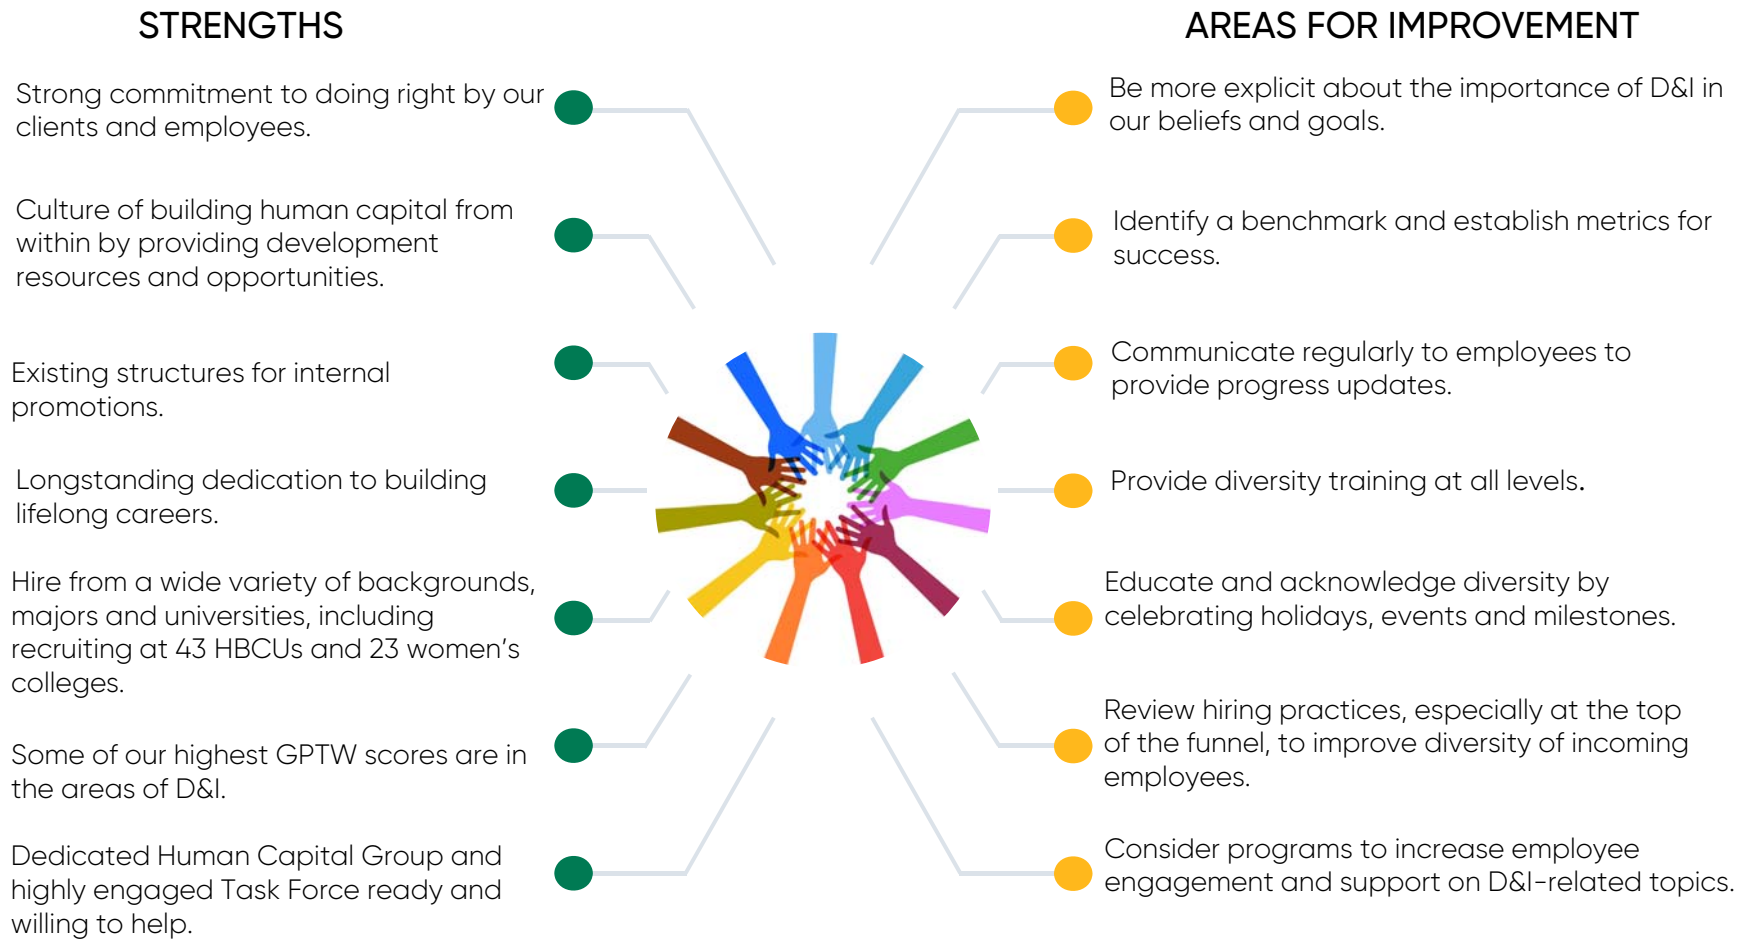 STRENGTHS
Strong commitment to doing right by our
clients and employees.
Culture of building human capital from
within by providing development
resources and opportunities.
Existing structures for internal
promotions.
Longstanding dedication to building
lifelong careers.
Hire from a wide variety of backgrounds,
majors and universities, including
recruiting at 43 HBCUs and 23 women’s
colleges.
Some of our highest GPTW scores are in
the areas of D&I.
Dedicated Human Capital Group and
highly engaged Task Force ready and
willing to help.
AREAS FOR IMPROVEMENT
Be more explicit about the importance of D&I in
our beliefs and goals.
Identify a benchmark and establish metrics for
success.
Communicate regularly to employees to
provide progress updates.
Provide diversity training at all levels.
Educate and acknowledge diversity by
celebrating holidays, events and milestones.
Review hiring practices, especially at the top
of the funnel, to improve diversity of incoming
employees.
Consider programs to increase employee
engagement and support on D&I-related topics.